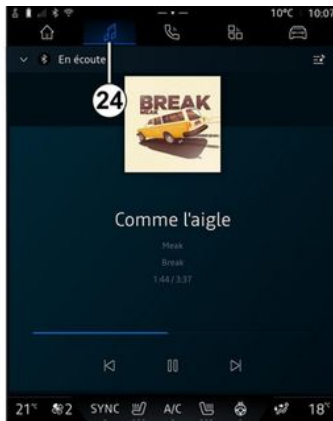 10°C 10:07
En écoute
24
BREAK
MEAK
Comme l'aigle
Meak
Break
1:44 / 3:37
21°C 2 SYNC A/C 18°C